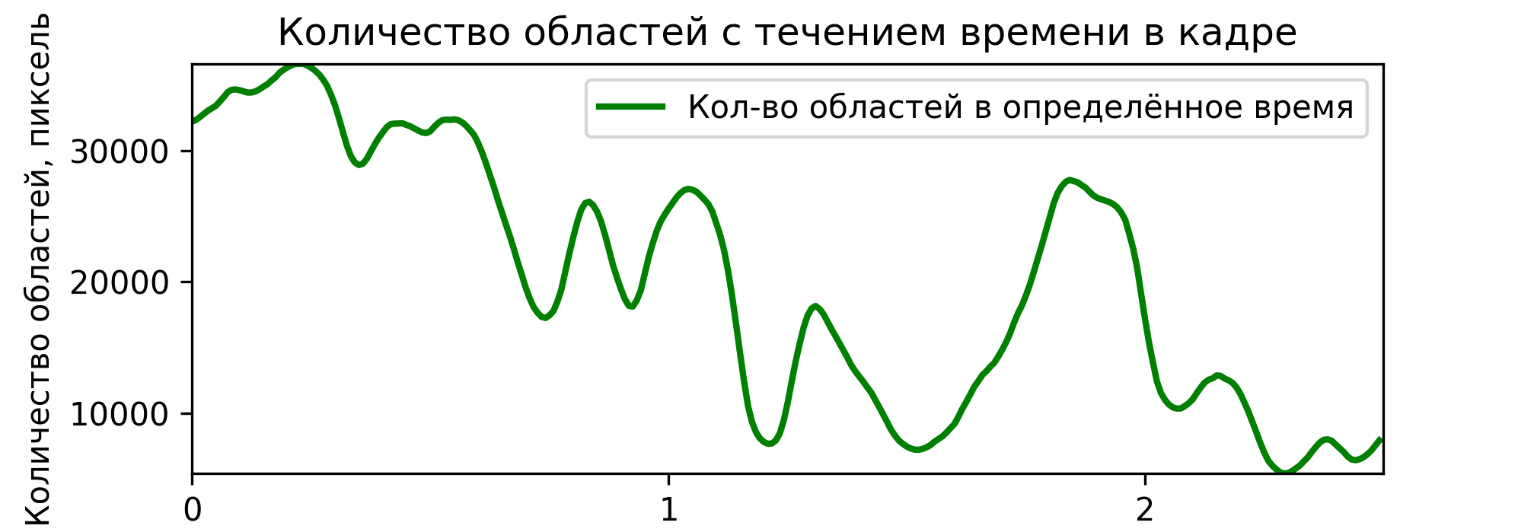 Количество областей с течением времени в кадре
Кол-во областей в определённое время
Количество областей, пиксель
30000
20000
10000
0
1
2